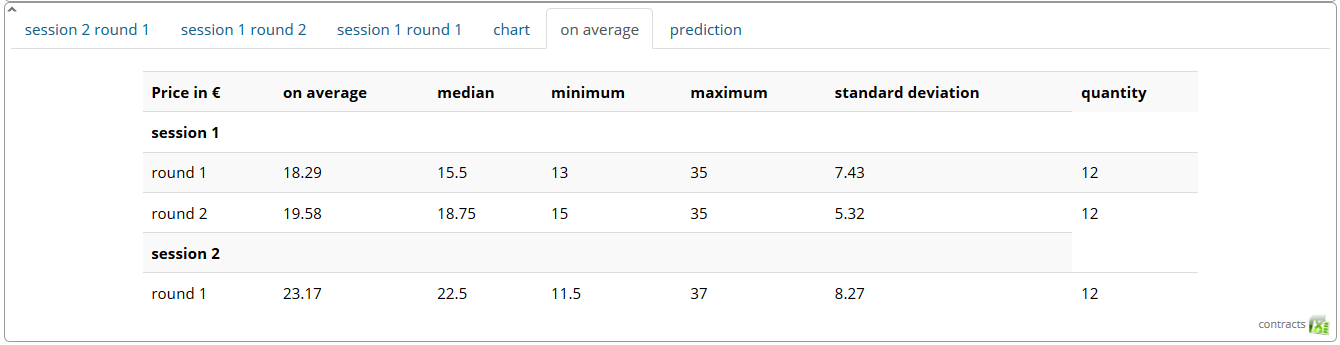 session 2 round 1 session 1 round 2 session 1 round 1 chart on average prediction
Price in € on average median minimum maximum standard deviation quantity
session 1
round 1 18.29 15.5 13 35 7.43 12
round 2 19.58 18.75 15 35 5.32 12
session 2
round 1 23.17 22.5 11.5 37 8.27 12
contracts